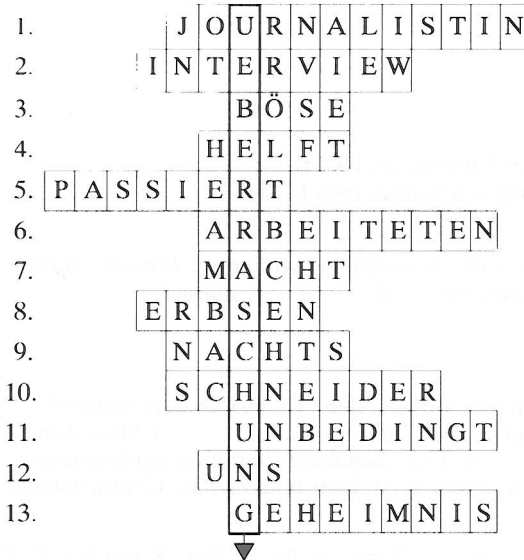 1. JOURNALISTIN
2. INTERVIEW
3. BÖSE
4. HELFT
5. PASSIERT
6. ARBEITETEN
7. MACHT
8. ERBSEN
9. NACHTS
10. SCHNEIDER
11. UNBEDINGT
12. UNS
13. GEHEIMNIS